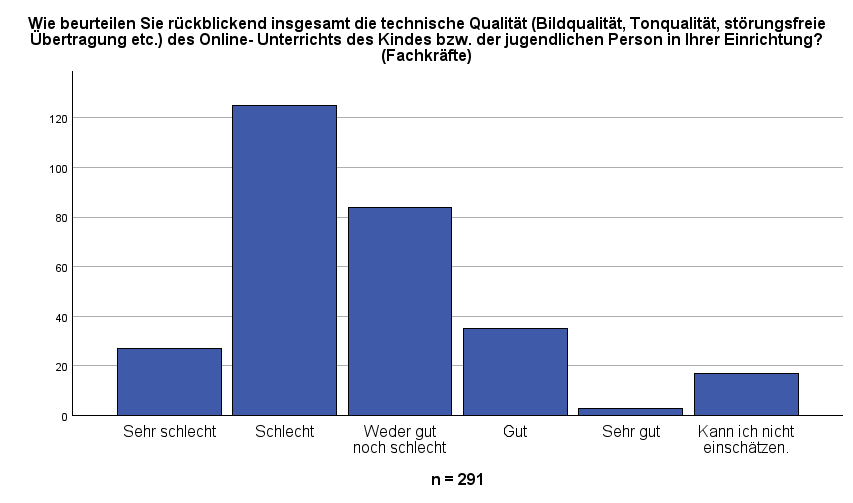 Wie beurteilen Sie rückblickend insgesamt die technische Qualität (Bildqualität, Tonqualität, störungsfreie
Übertragung etc.) des Online- Unterrichts des Kindes bzw. der jugendlichen Person in Ihrer Einrichtung?
(Fachkräfte)
120
100
80
60
40
20
0
Sehr schlecht
Schlecht
Weder gut
noch schlecht
Gut
Sehr gut
Kann ich nicht
einschätzen.
n = 291